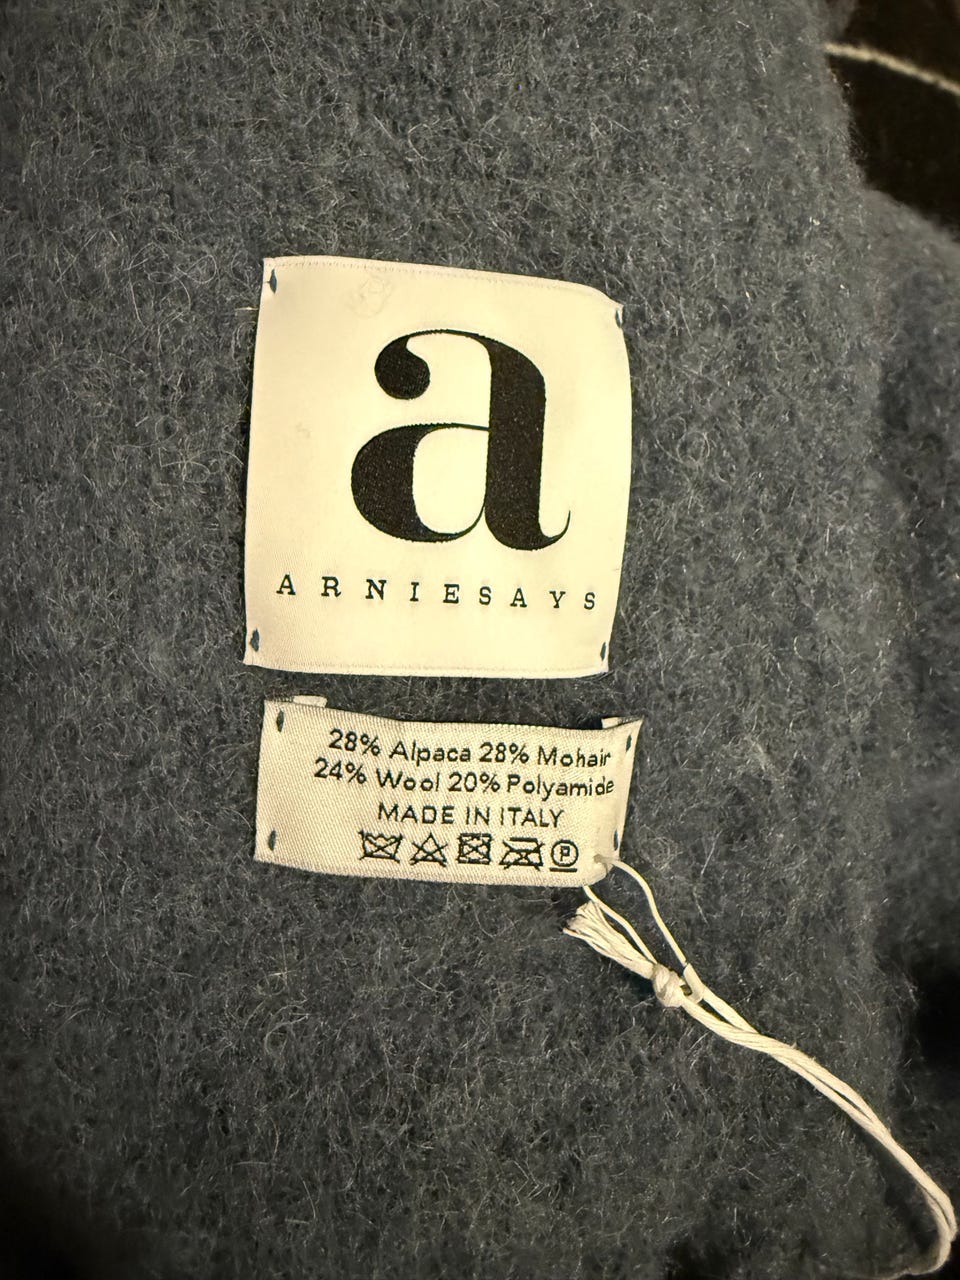 a
ARNIESAYS
28% Alpaca 28% Mohair
24% Wool 20% Polyamide
MADE IN ITALY
P